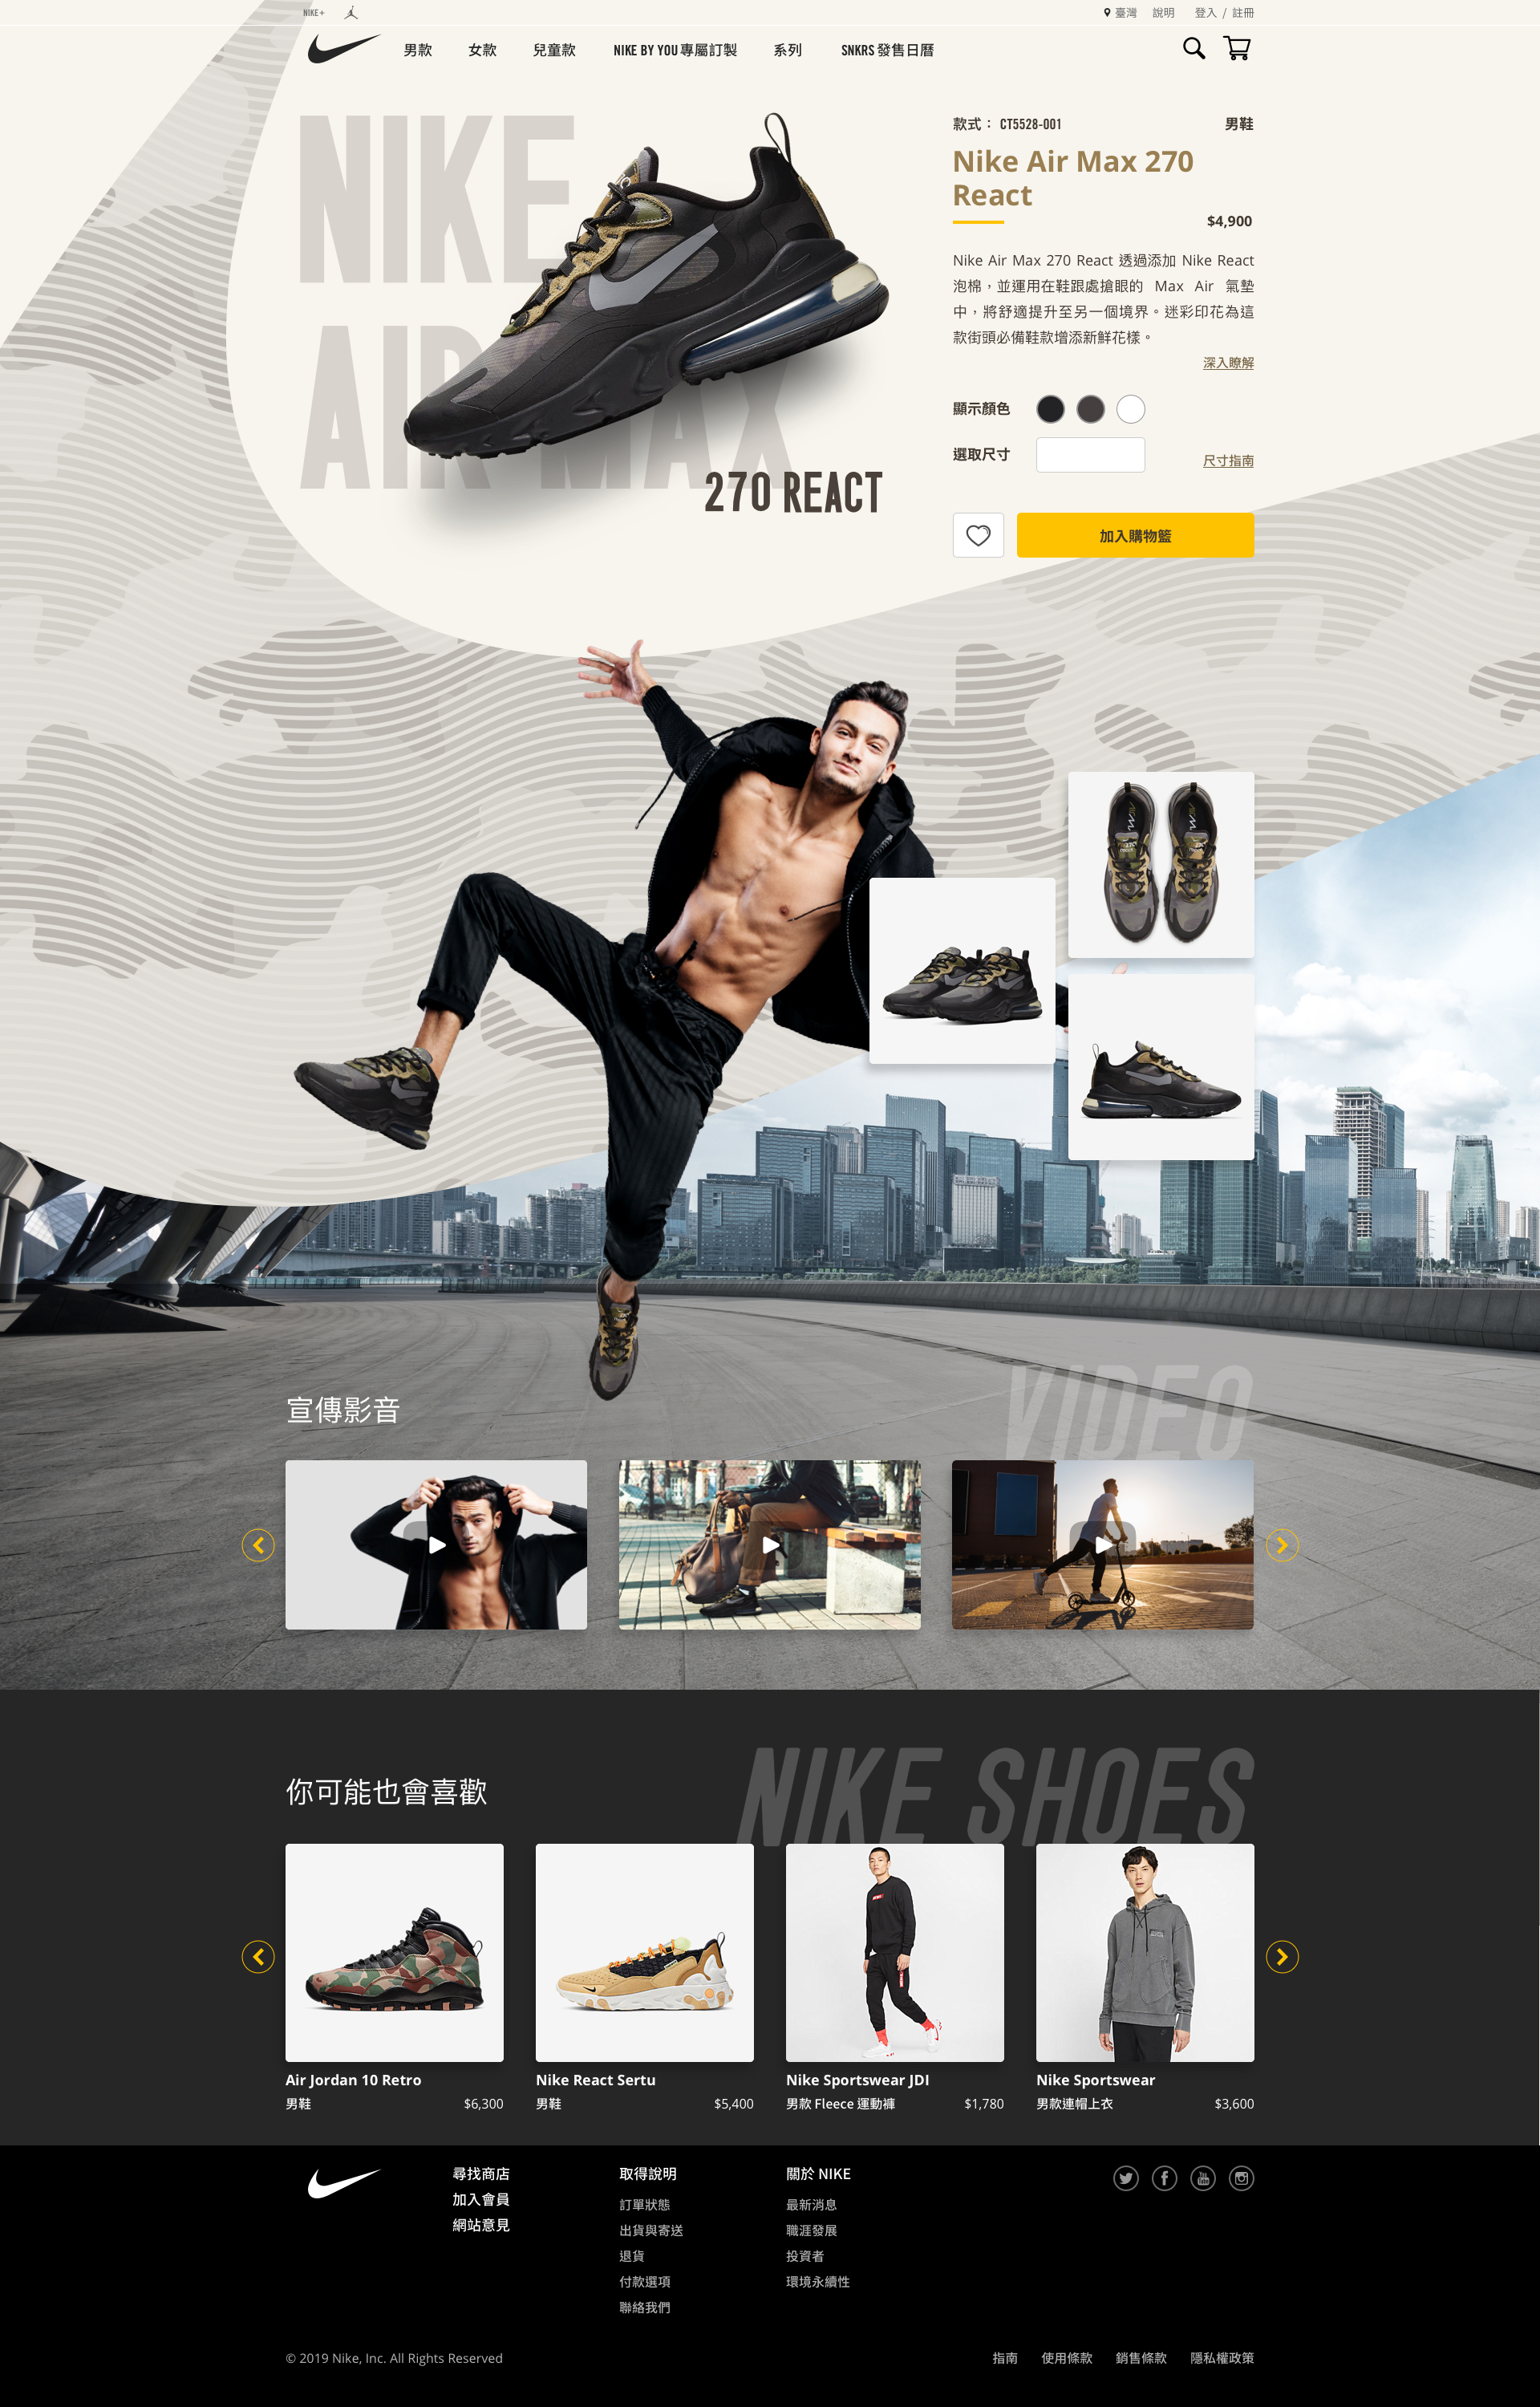 NIKE+
臺灣 說明 登入 / 註冊
男款 女款 兒童款 NIKE BY YOU 專屬訂製 系列 SNKRS 發售日曆
NIKE
AIR MAX
270 REACT
款式： CT5528-001 男鞋
Nike Air Max 270
React
$4,900
Nike Air Max 270 React 透過添加 Nike React
泡棉，並運用在鞋跟處搶眼的 Max Air 氣墊
中，將舒適提升至另一個境界。迷彩印花為這
款街頭必備鞋款增添新鮮花樣。
深入瞭解
顯示顏色
選取尺寸
尺寸指南
加入購物籃
VIDEO
宣傳影音
NIKE SHOES
你可能也會喜歡
Air Jordan 10 Retro
男鞋 $6,300
Nike React Sertu
男鞋 $5,400
Nike Sportswear JDI
男款 Fleece 運動褲 $1,780
Nike Sportswear
男款連帽上衣 $3,600
尋找商店
加入會員
網站意見
取得說明
訂單狀態
出貨與寄送
退貨
付款選項
聯絡我們
關於 NIKE
最新消息
職涯發展
投資者
環境永續性
© 2019 Nike, Inc. All Rights Reserved
指南 使用條款 銷售條款 隱私權政策